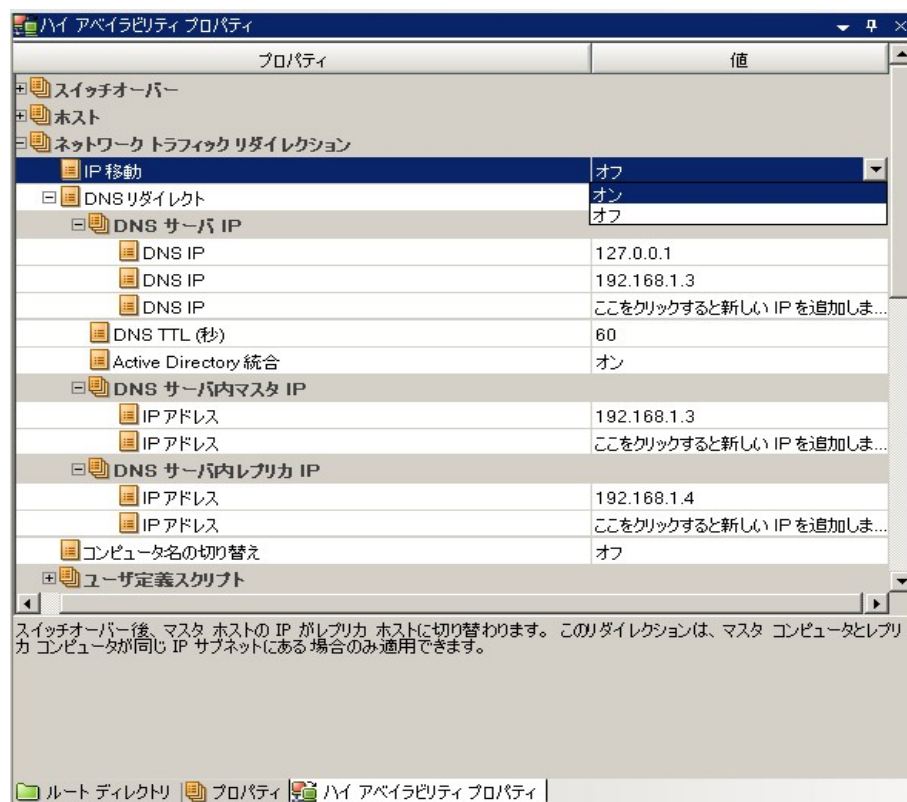 ハイ アベイラビリティ プロパティ
プロパティ 値
スイッチオーバー
ホスト
ネットワーク トラフィック リダイレクション
IP 移動 オフ
オン
オフ
DNS リダイレクト
DNS サーバ IP
DNS IP 127.0.0.1
DNS IP 192.168.1.3
DNS IP ここをクリックすると新しい IP を追加しま...
DNS TTL (秒) 60
Active Directory 統合 オン
DNS サーバ内マスタ IP
IP アドレス 192.168.1.3
IP アドレス ここをクリックすると新しい IP を追加しま...
DNS サーバ内レプリカ IP
IP アドレス 192.168.1.4
IP アドレス ここをクリックすると新しい IP を追加しま...
コンピュータ名の切り替え オフ
ユーザ定義スクリプト
スイッチオーバー後、マスタ ホストの IP がレプリカ ホストに切り替わります。 このリダイレクションは、マスタ コンピュータとレプリ
カ コンピュータが同じ IP サブネットにある場合のみ適用できます。
ルート ディレクトリ プロパティ ハイ アベイラビリティ プロパティ